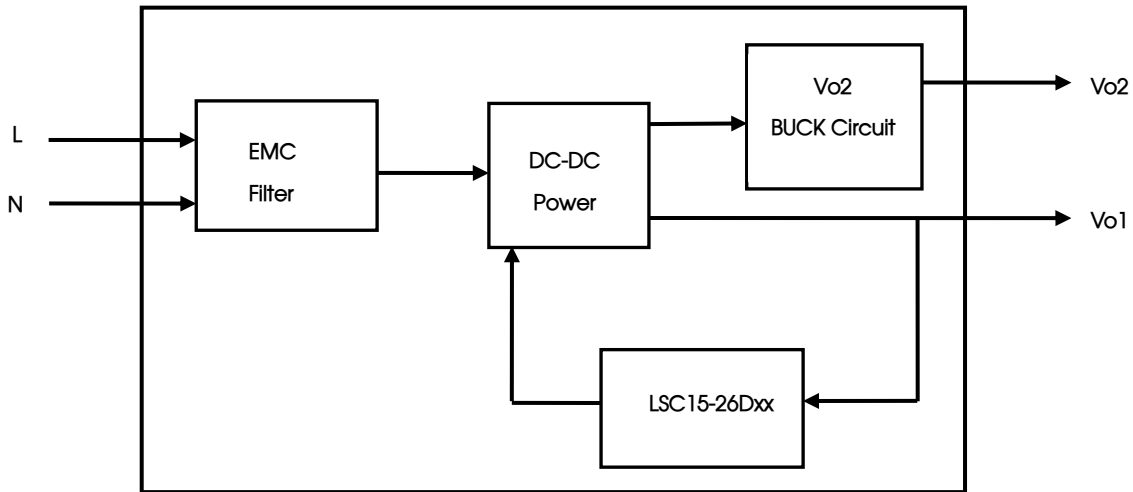 Vo2
BUCK Circuit
Vo2
L
EMC
Filter
DC-DC
Power
N
Vo1
LSC15-26Dxx